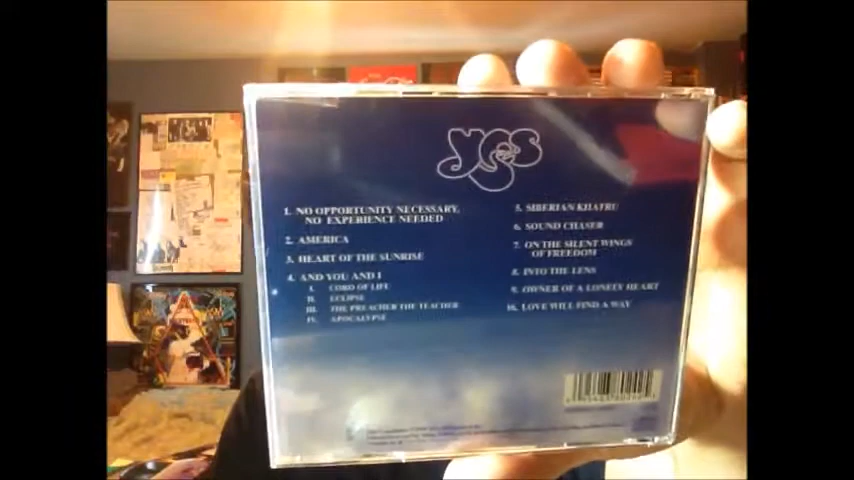 yes
1. NO OPPORTUNITY NECESSARY,
NO EXPERIENCE NEEDED
2. AMERICA
3. HEART OF THE SUNRISE
4. AND YOU AND I
I. CORD OF LIFE
II. ECLIPSE
III. THE PREACHER THE TEACHER
IV. APOCALYPSE
5. SIBERIAN KHATRU
6. SOUND CHASER
7. ON THE SILENT WINGS
OF FREEDOM
8. INTO THE LENS
9. OWNER OF A LONELY HEART
10. LOVE WILL FIND A WAY